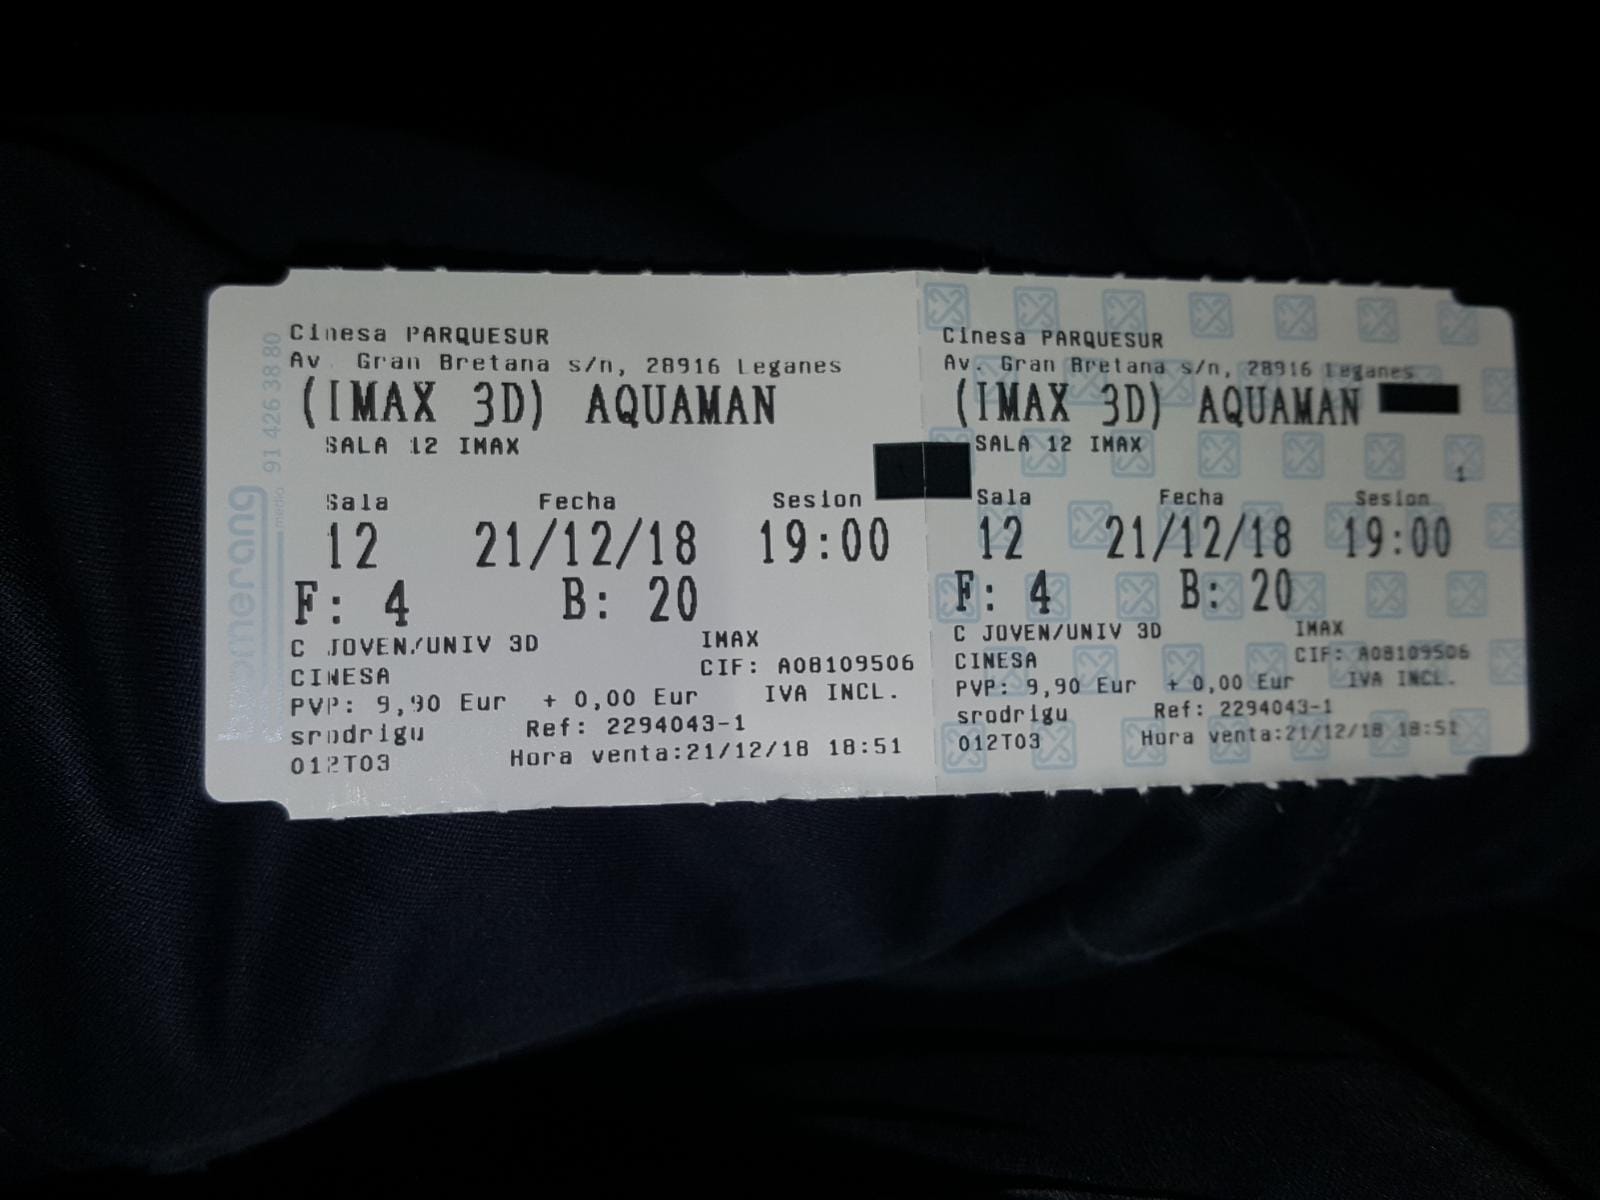 Cinesa PARQUESUR
Av. Gran Bretana s/n, 28916 Leganes
(IMAX 3D) AQUAMAN
SALA 12 IMAX
Sala Fecha Sesion
12 21/12/18 19:00
F: 4 B: 20
C JOVEN/UNIV 3D IMAX
CINESA CIF: A08109506
PVP: 9,90 Eur + 0,00 Eur IVA INCL.
srodrigu Ref: 2294043-1
012T03 Hora venta:21/12/18 18:51
91 426 38 80
media
Cinesa PARQUESUR
Av. Gran Bretana s/n, 28916 Leganes
(IMAX 3D) AQUAMAN
SALA 12 IMAX
1
Sala Fecha Sesion
12 21/12/18 19:00
F: 4 B: 20
C JOVEN/UNIV 3D IMAX
CINESA CIF: A08109506
PVP: 9,90 Eur + 0,00 Eur IVA INCL.
srodrigu Ref: 2294043-1
012T03 Hora venta:21/12/18 18:51